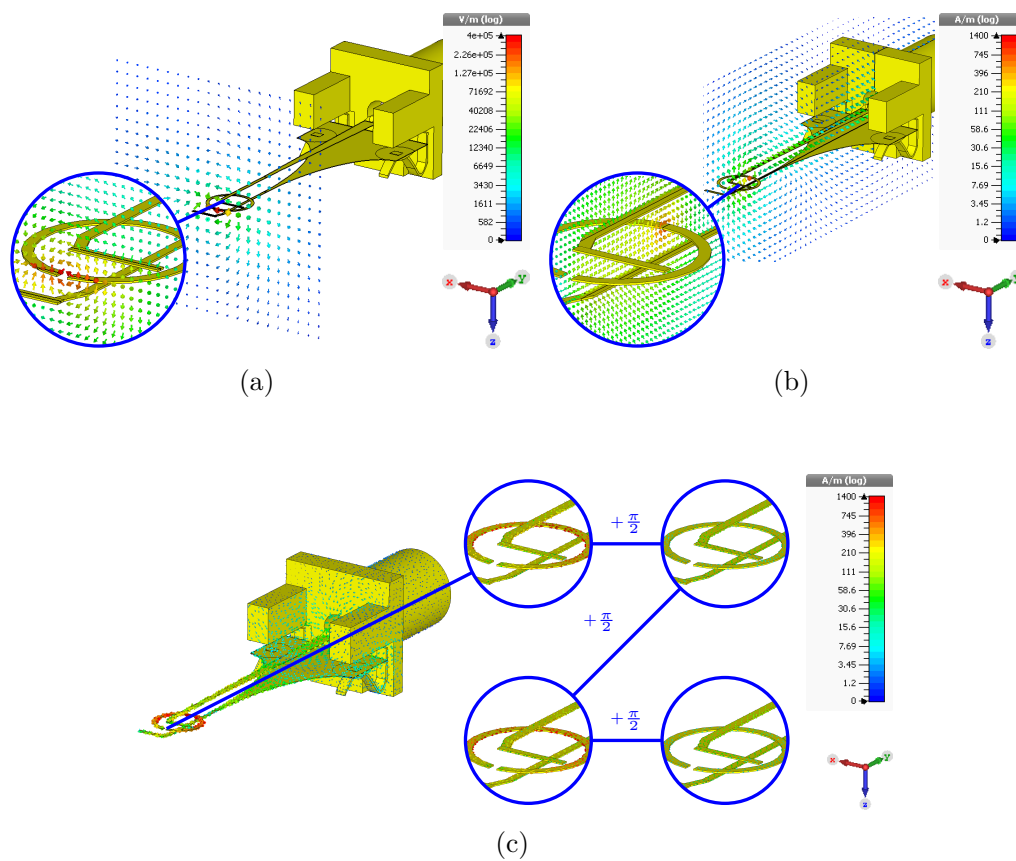 V/m (log)
4e+05
2.26e+05
1.27e+05
71692
40208
22406
12340
6649
3430
1611
582
0
x
y
z
(a)
A/m (log)
1400
745
396
210
111
58.6
30.6
15.6
7.69
3.45
1.2
0
x
y
z
(b)
+ π/2
+ π/2
+ π/2
A/m (log)
1400
745
396
210
111
58.6
30.6
15.6
7.69
3.45
1.2
0
x
y
z
(c)